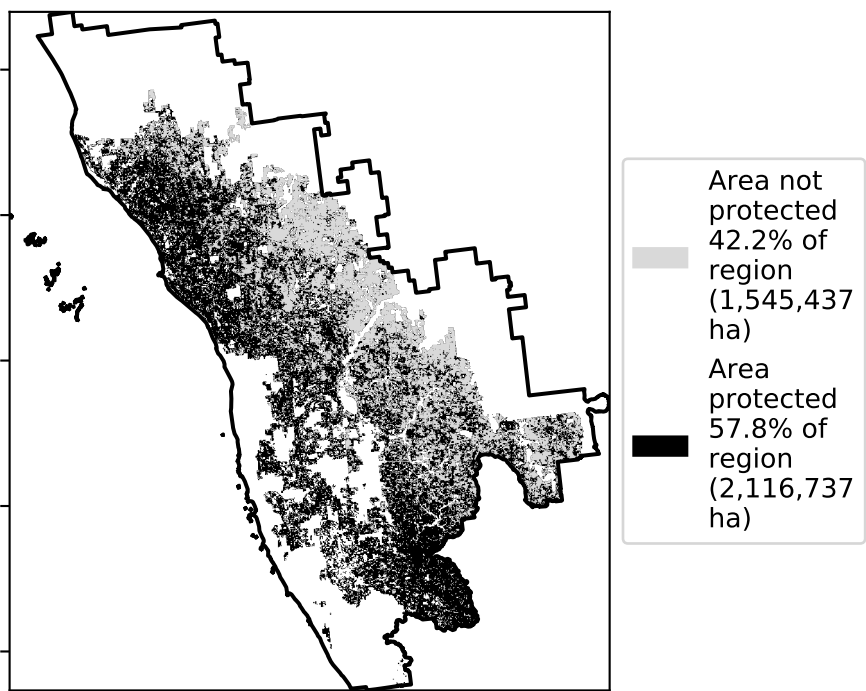 Area not
protected
42.2% of
region
(1,545,437
ha)
Area
protected
57.8% of
region
(2,116,737
ha)